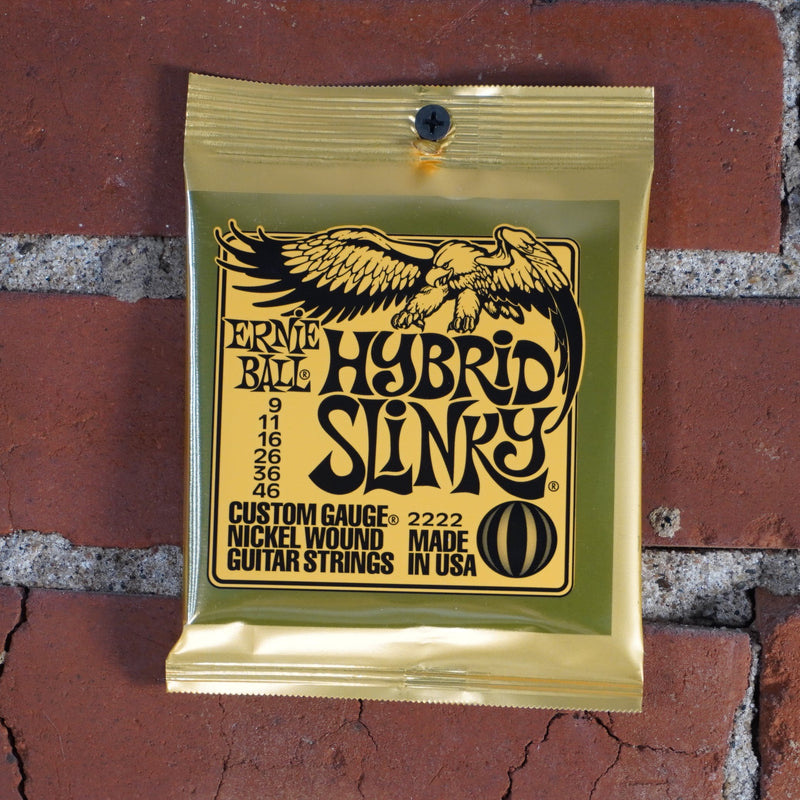 ERNiE
BALL®
HYBRiD
SLiNKY®
9
11
16
26
36
46
CUSTOM GAUGE®
NICKEL WOUND
GUITAR STRINGS
2222
MADE
IN USA